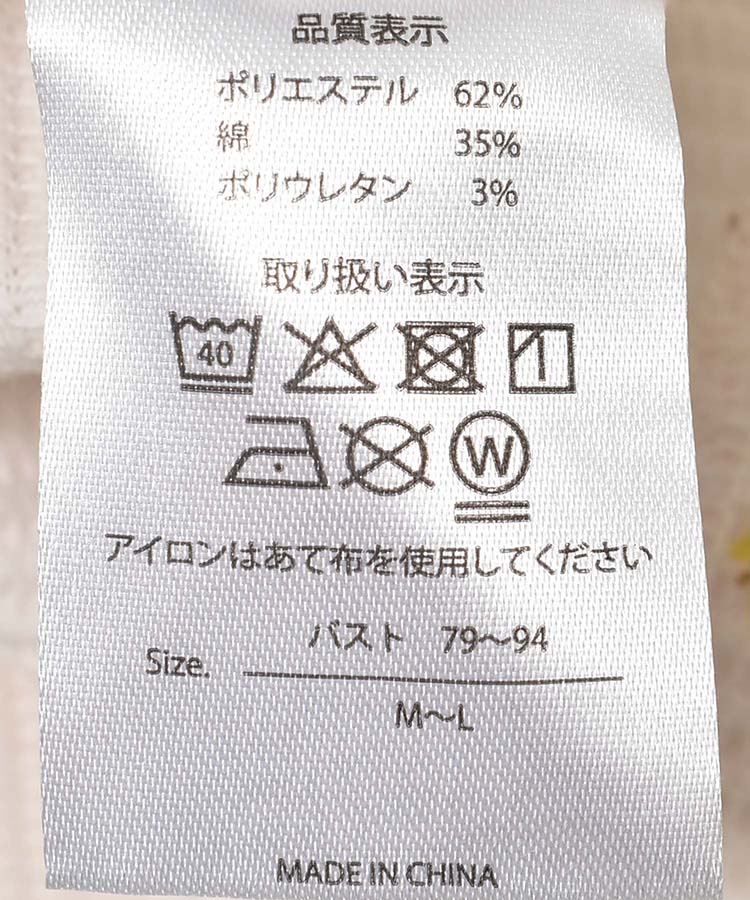 品質表示
ポリエステル 62%
綿 35%
ポリウレタン 3%
取り扱い表示
40
W
アイロンはあて布を使用してください
バスト 79〜94
Size.
M〜L
MADE IN CHINA